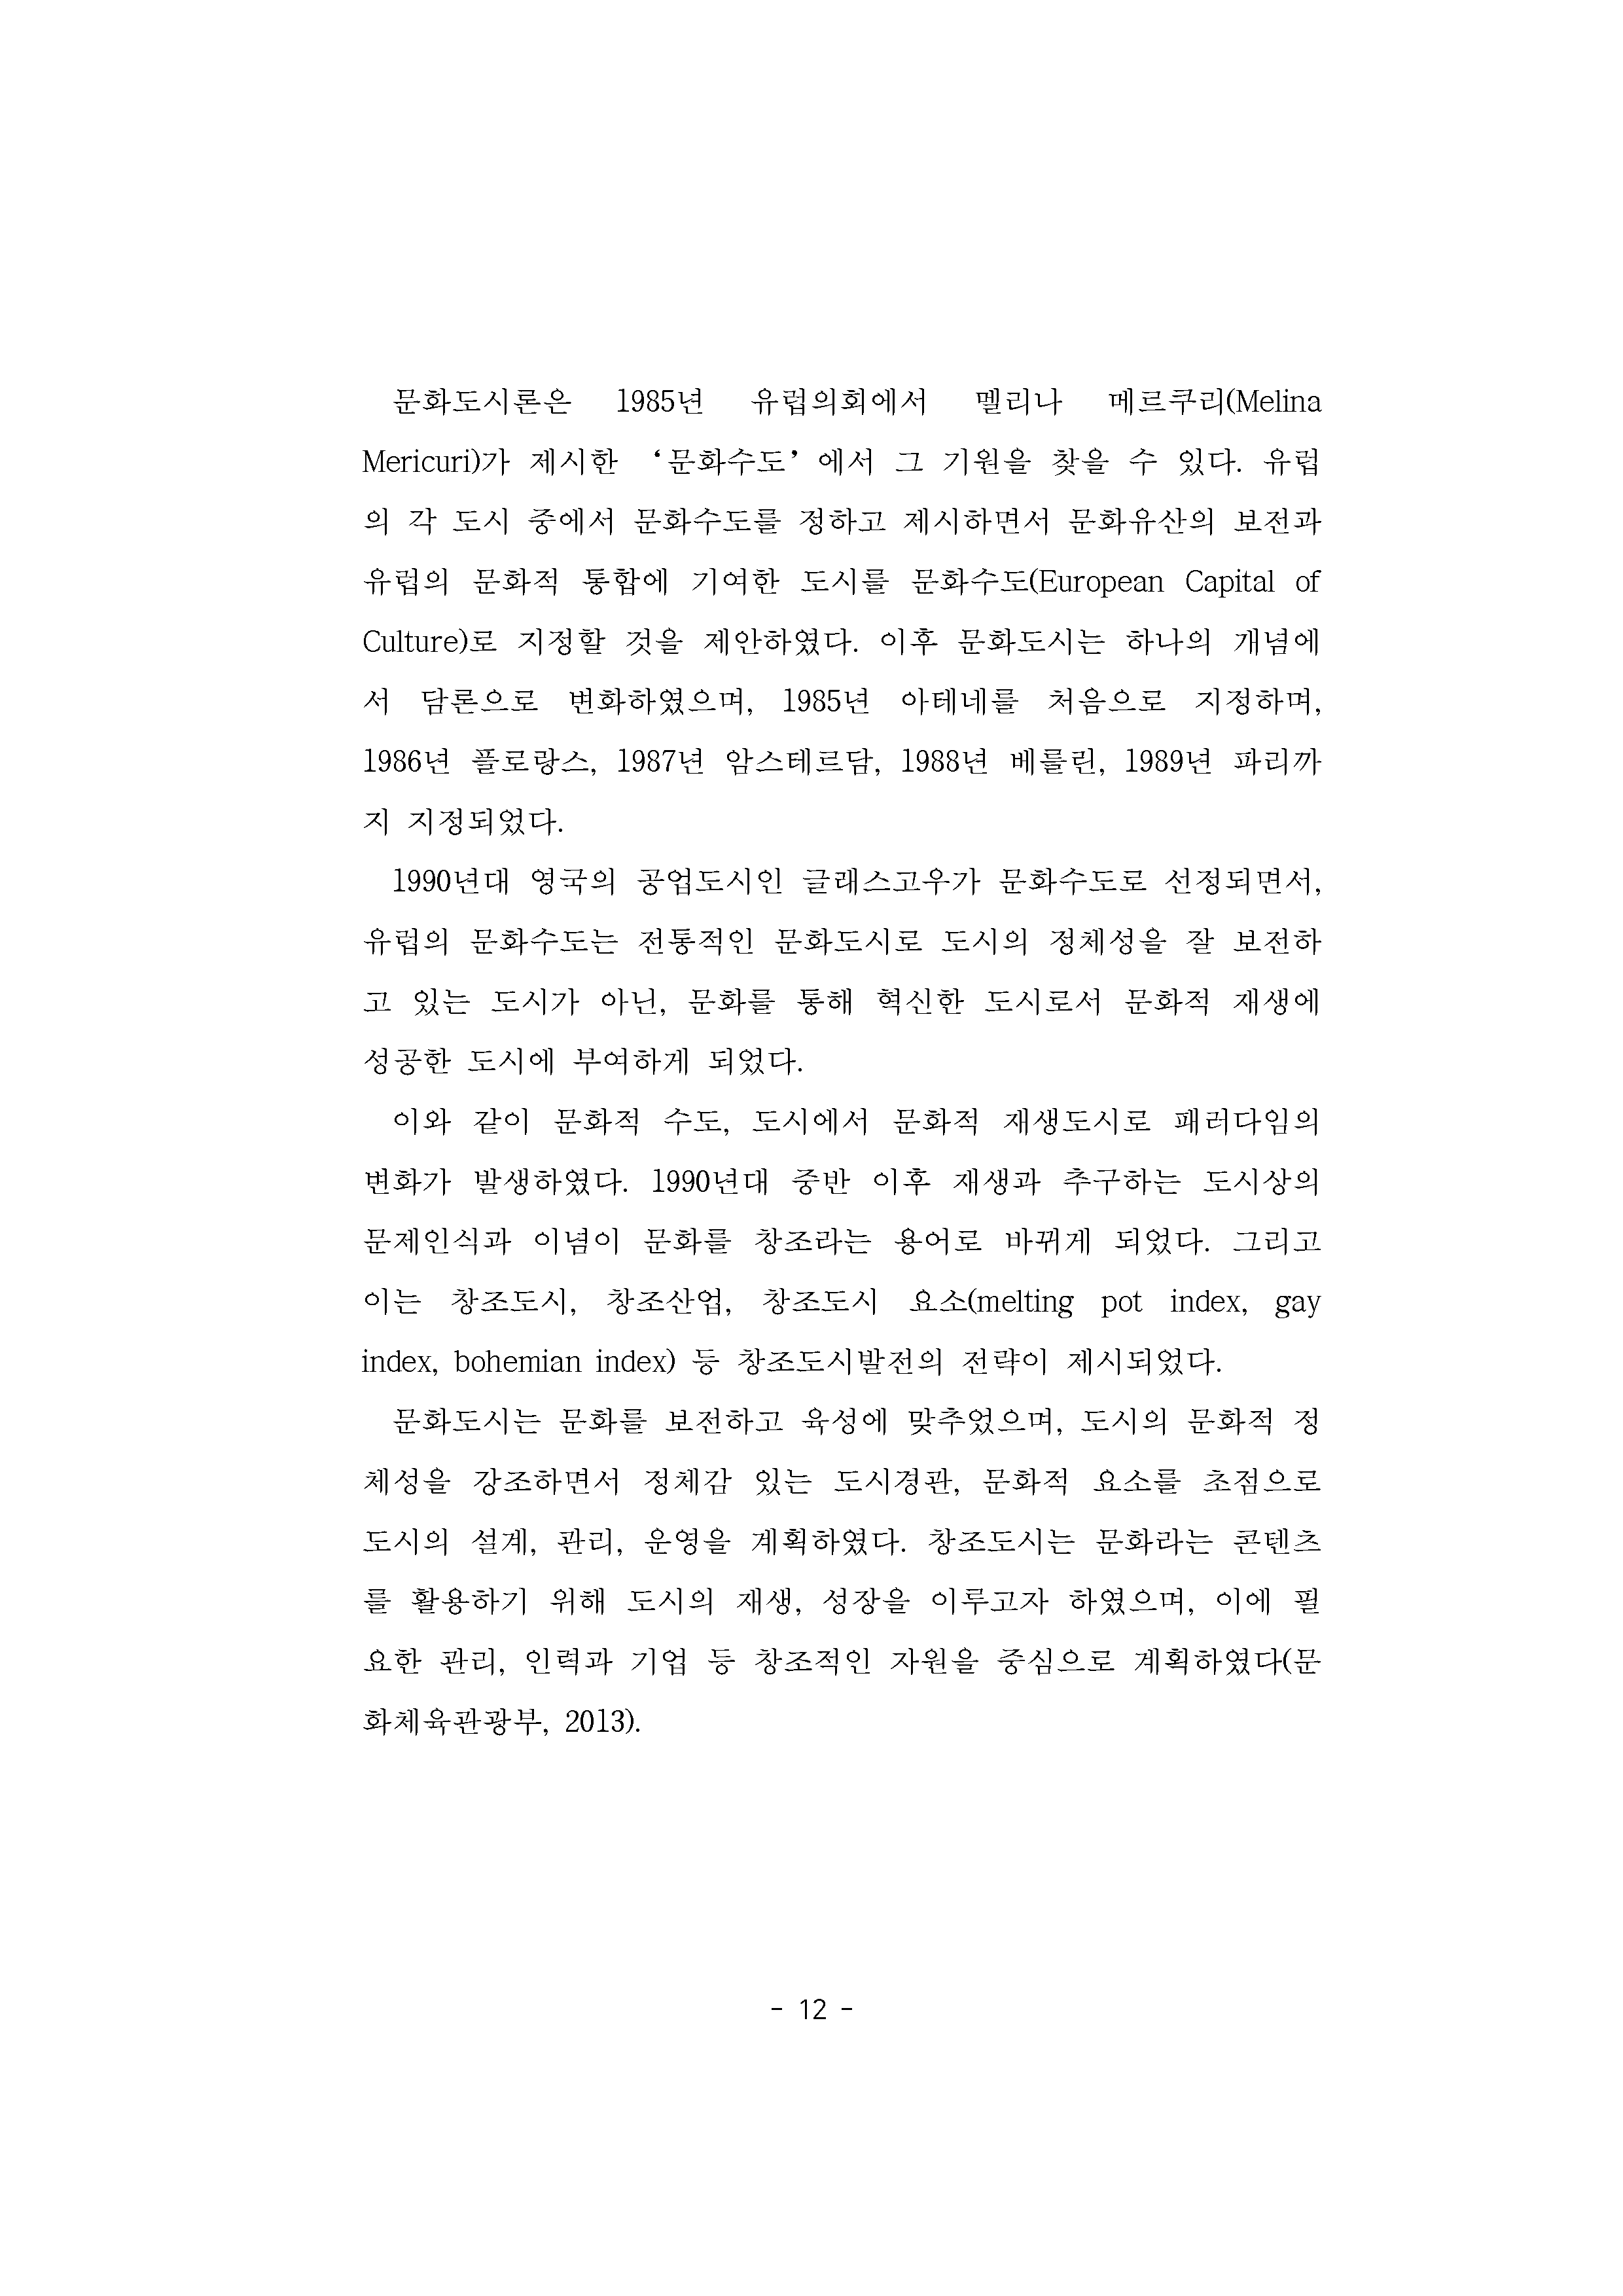 문화도시론은 1985년 유럽의회에서 멜리나 메르쿠리(Melina
Mericuri)가 제시한 ‘문화수도’에서 그 기원을 찾을 수 있다. 유럽
의 각 도시 중에서 문화수도를 정하고 제시하면서 문화유산의 보전과
유럽의 문화적 통합에 기여한 도시를 문화수도(European Capital of
Culture)로 지정할 것을 제안하였다. 이후 문화도시는 하나의 개념에
서 담론으로 변화하였으며, 1985년 아테네를 처음으로 지정하며,
1986년 플로랑스, 1987년 암스테르담, 1988년 베를린, 1989년 파리까
지 지정되었다.
1990년대 영국의 공업도시인 글래스고우가 문화수도로 선정되면서,
유럽의 문화수도는 전통적인 문화도시로 도시의 정체성을 잘 보전하
고 있는 도시가 아닌, 문화를 통해 혁신한 도시로서 문화적 재생에
성공한 도시에 부여하게 되었다.
이와 같이 문화적 수도, 도시에서 문화적 재생도시로 패러다임의
변화가 발생하였다. 1990년대 중반 이후 재생과 추구하는 도시상의
문제인식과 이념이 문화를 창조라는 용어로 바뀌게 되었다. 그리고
이는 창조도시, 창조산업, 창조도시 요소(melting pot index, gay
index, bohemian index) 등 창조도시발전의 전략이 제시되었다.
문화도시는 문화를 보전하고 육성에 맞추었으며, 도시의 문화적 정
체성을 강조하면서 정체감 있는 도시경관, 문화적 요소를 초점으로
도시의 설계, 관리, 운영을 계획하였다. 창조도시는 문화라는 콘텐츠
를 활용하기 위해 도시의 재생, 성장을 이루고자 하였으며, 이에 필
요한 관리, 인력과 기업 등 창조적인 자원을 중심으로 계획하였다(문
화체육관광부, 2013).
- 12 -